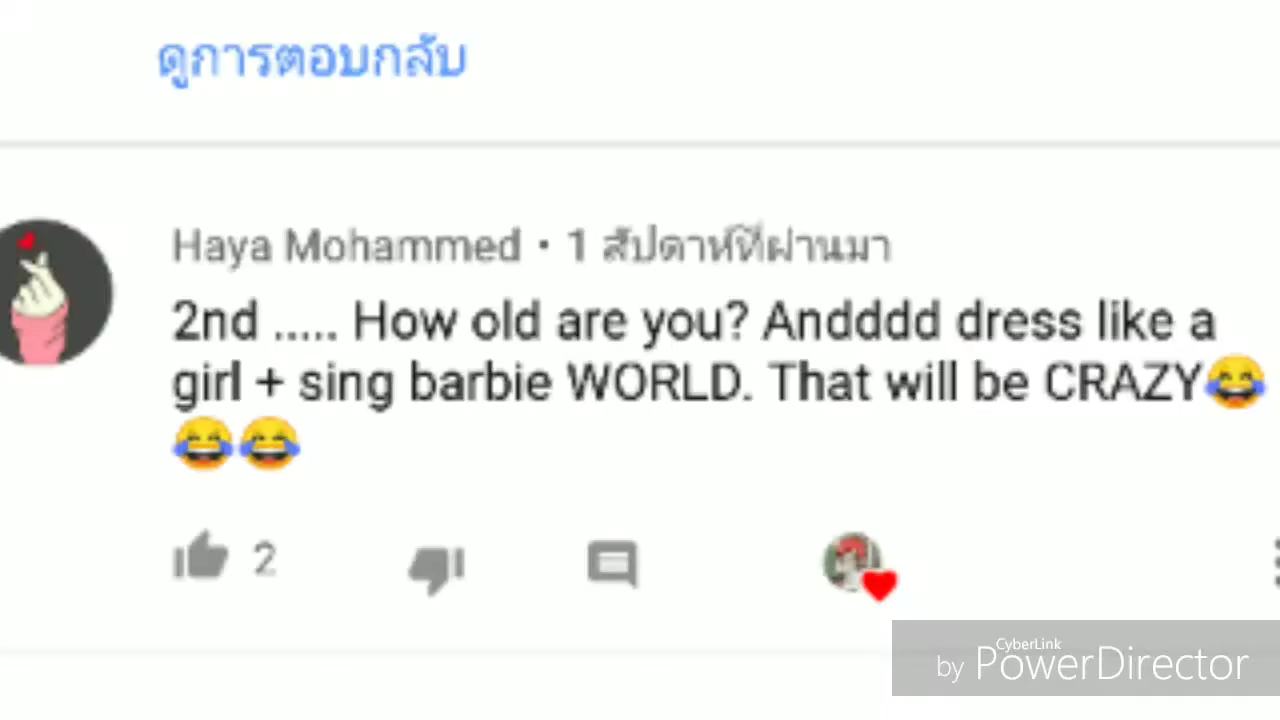 ดูการตอบกลับ
Haya Mohammed • 1 สัปดาห์ที่ผ่านมา
2nd ..... How old are you? Andddd dress like a
girl + sing barbie WORLD. That will be CRAZY😂
😂😂
2
CyberLink
by PowerDirector